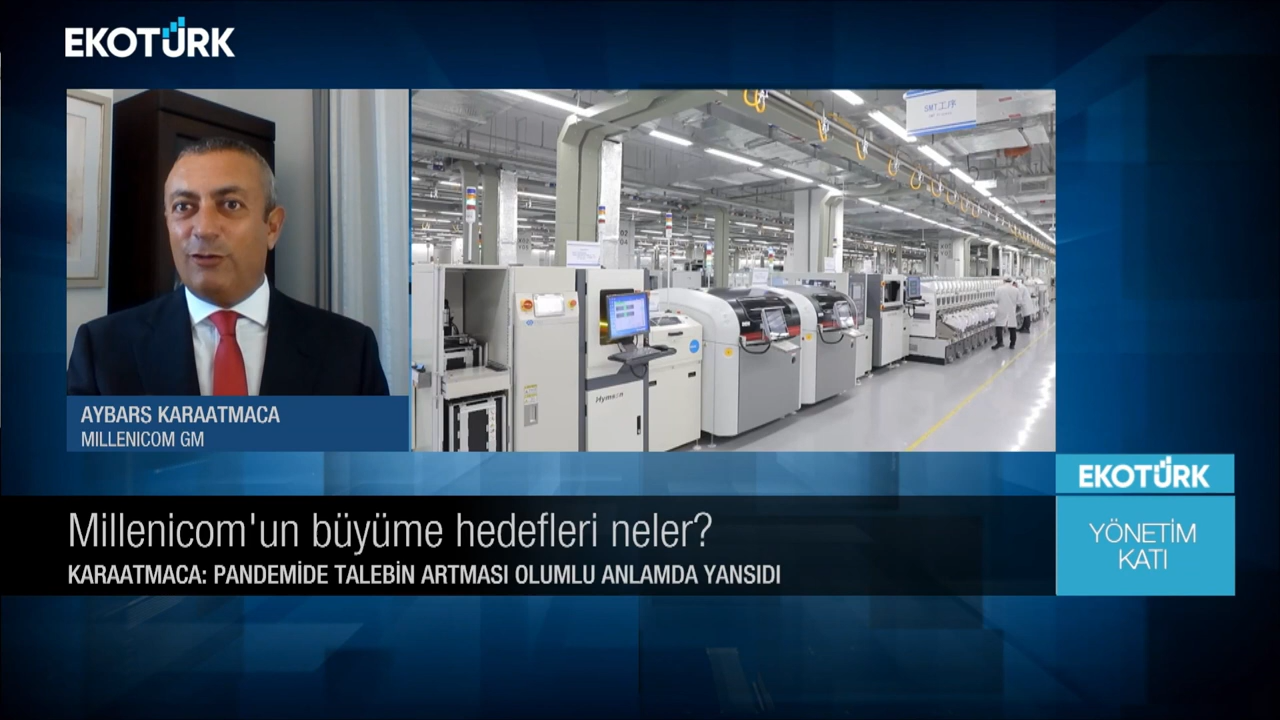 EKOTÜRK
SMT工序
Hymson
AYBARS KARAATMACA
MILLENICOM GM
EKOTÜRK
Millenicom'un büyüme hedefleri neler?
KARAATMACA: PANDEMİDE TALEBİN ARTMASI OLUMLU ANLAMDA YANSIDI
YÖNETİM
KATI